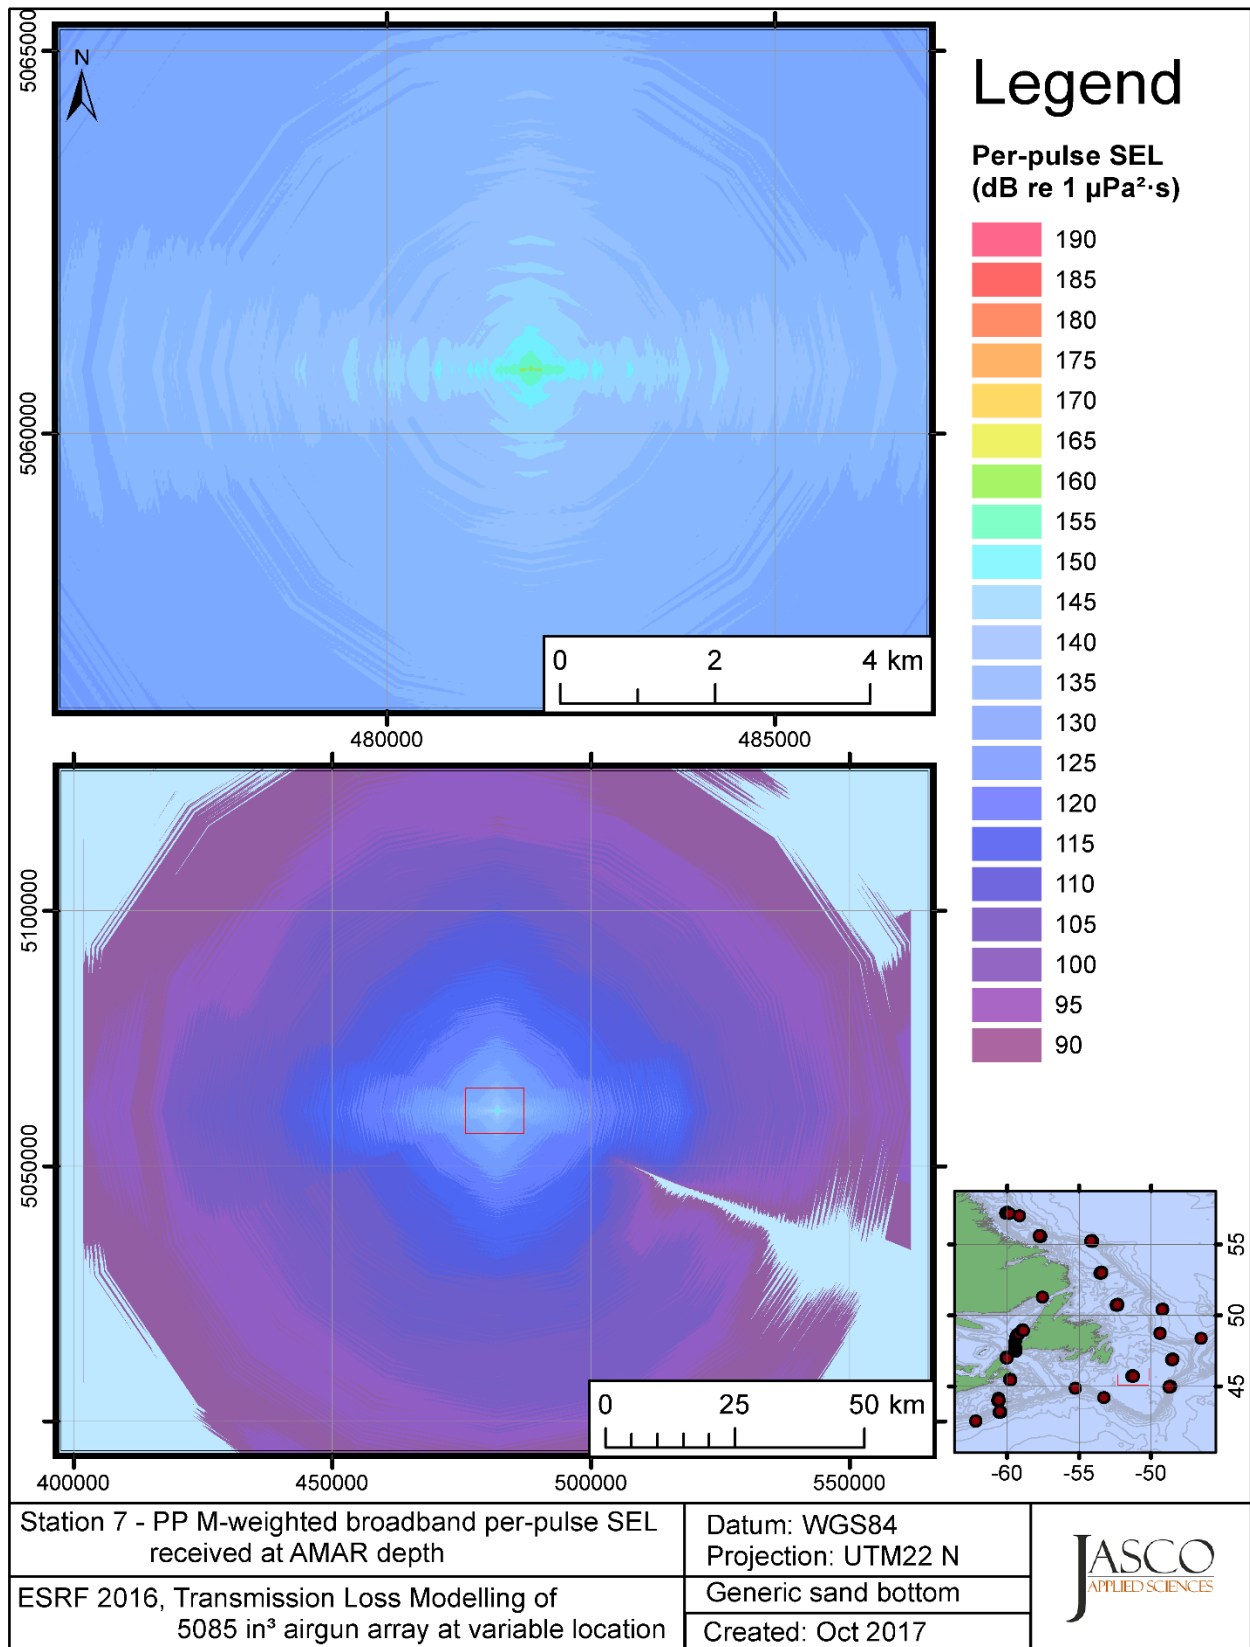 N
5065000
5060000
0 2 4 km
480000 485000
400000 450000 500000 550000
5100000
5050000
0 25 50 km
Legend
Per-pulse SEL
(dB re 1 µPa²·s)
190
185
180
175
170
165
160
155
150
145
140
135
130
125
120
115
110
105
100
95
90
55
50
45
-60 -55 -50
Station 7 - PP M-weighted broadband per-pulse SEL
received at AMAR depth
ESRF 2016, Transmission Loss Modelling of
5085 in³ airgun array at variable location
Datum: WGS84
Projection: UTM22 N
Generic sand bottom
Created: Oct 2017
JASCO
APPLIED SCIENCES